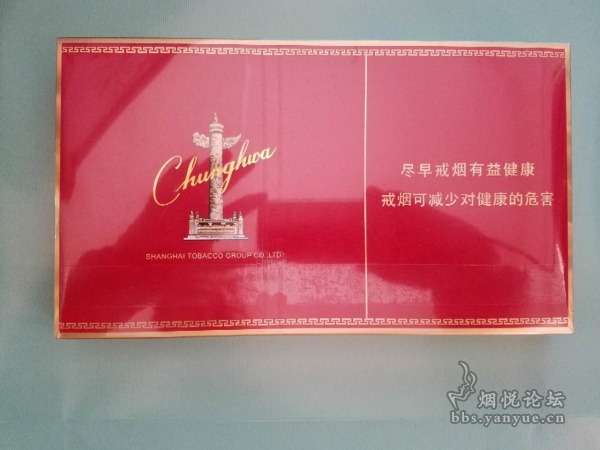 Chunghwa
SHANGHAI TOBACCO GROUP CO.,LTD.
尽早戒烟有益健康
戒烟可减少对健康的危害
烟悦论坛
bbs.yanyue.cn